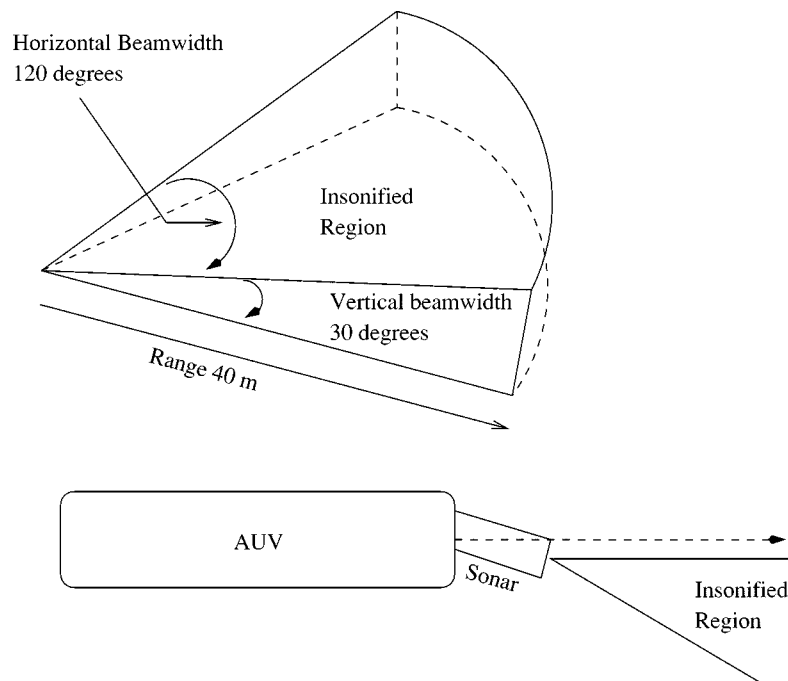 Horizontal Beamwidth
120 degrees
Insonified
Region
Vertical beamwidth
30 degrees
Range 40 m
AUV
Sonar
Insonified
Region